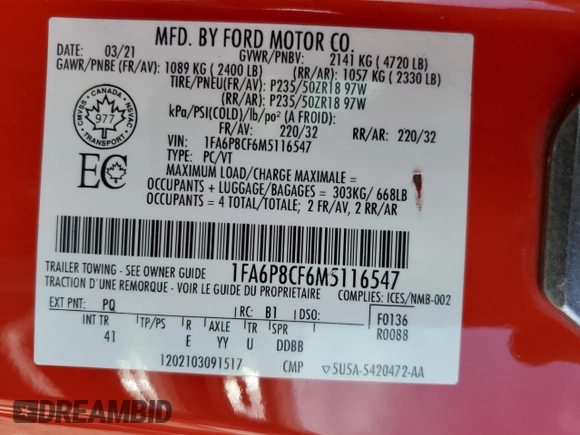 MFD. BY FORD MOTOR CO.
DATE: 03/21 GVWR/PNBV: 2141 KG ( 4720 LB)
GAWR/PNBE (FR/AV): 1089 KG ( 2400 LB) (RR/AR): 1057 KG ( 2330 LB)
TIRE/PNEU(FR/AV): P235/50ZR18 97W
(RR/AR): P235/50ZR18 97W
kPa/PSI(COLD)/lb/po² (A FROID):
FR/AV: 220/32 RR/AR: 220/32
VIN: 1FA6P8CF6M5116547
TYPE: PC/VT
MAXIMUM LOAD/CHARGE MAXIMALE =
OCCUPANTS + LUGGAGE/BAGAGES = 303KG/ 668LB
OCCUPANTS = 4 TOTAL/TOTALE; 2 FR/AV, 2 RR/AR
CMVSS • CANADA • NSVAC
977
TRANSPORT
EC
1FA6P8CF6M5116547
TRAILER TOWING - SEE OWNER GUIDE
TRACTION D'UNE REMORQUE - VOIR GUIDE DU PROPRIETAIRE COMPLIES: ICES/NMB-002
EXT PNT: PQ RC: B1 DSO: F0136
INT TR TP/PS R AXLE TR SPR R0088
41 E YY U DDBB
1202103091517 CMP ▽5U5A-5420472-AA
DREAMBID